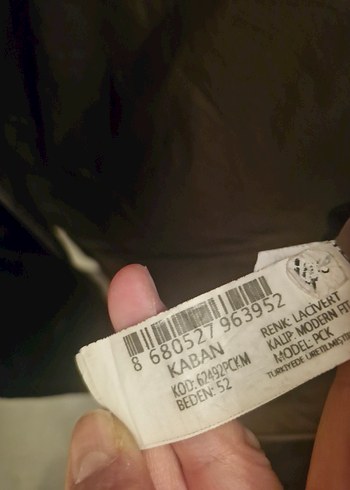 8 680527 963952
KABAN
KOD: 62492PCKM
BEDEN: 52
RENK: LACİVERT
KALIP: MODERN FIT
MODEL: PCK
TÜRKİYEDE ÜRETİLMİŞTİR